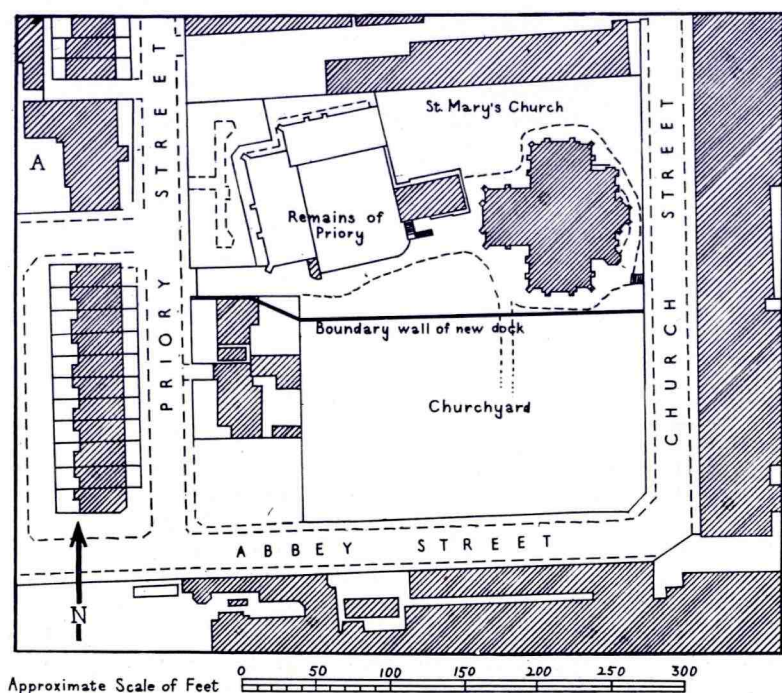 PRIORY STREET
St. Mary's Church
A
Remains of
Priory
CHURCH STREET
Boundary wall of new dock
Churchyard
ABBEY STREET
N
Approximate Scale of Feet 0 50 100 150 200 250 300